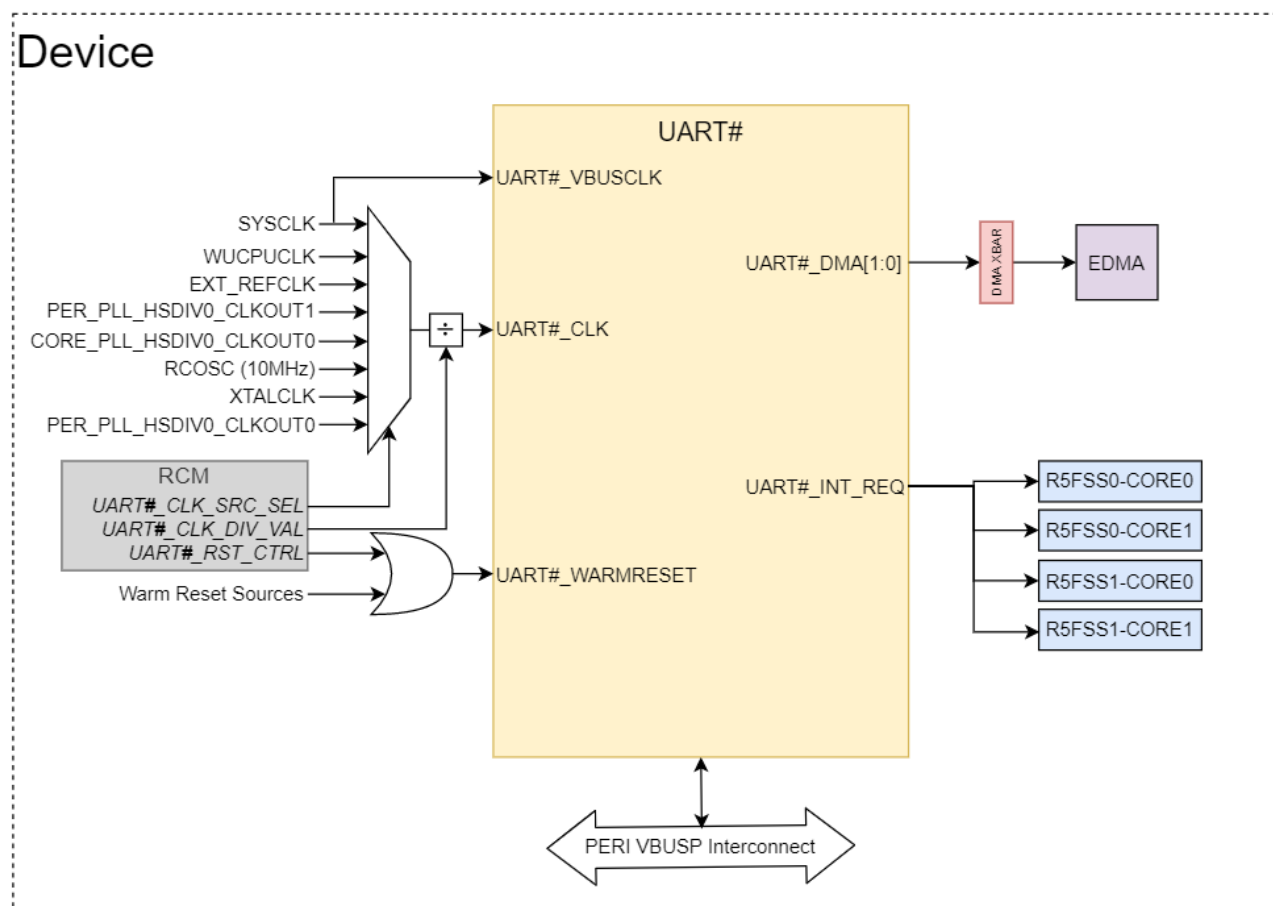 Device
UART#
UART#_VBUSCLK
SYSCLK
WUCPUCLK
EXT_REFCLK
PER_PLL_HSDIV0_CLKOUT1
CORE_PLL_HSDIV0_CLKOUT0
RCOSC (10MHz)
XTALCLK
PER_PLL_HSDIV0_CLKOUT0
÷
UART#_CLK
RCM
UART#_CLK_SRC_SEL
UART#_CLK_DIV_VAL
UART#_RST_CTRL
Warm Reset Sources
UART#_WARMRESET
UART#_DMA[1:0]
DMA XBAR
EDMA
UART#_INT_REQ
R5FSS0-CORE0
R5FSS0-CORE1
R5FSS1-CORE0
R5FSS1-CORE1
PERI VBUSP Interconnect